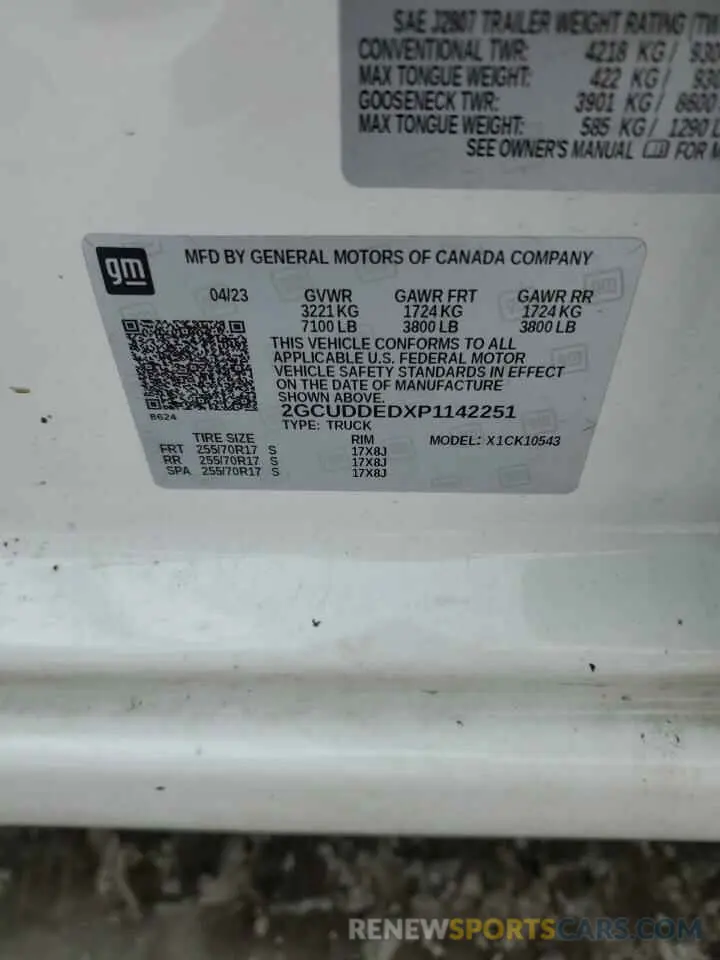 SAE J2807 TRAILER WEIGHT RATING (TW
CONVENTIONAL TWR: 4218 KG/ 930
MAX TONGUE WEIGHT: 422 KG/ 930
GOOSENECK TWR: 3901 KG/ 8600
MAX TONGUE WEIGHT: 585 KG/ 1290 L
SEE OWNER'S MANUAL FOR M
gm
MFD BY GENERAL MOTORS OF CANADA COMPANY
04/23 GVWR GAWR FRT GAWR RR
3221 KG 1724 KG 1724 KG
7100 LB 3800 LB 3800 LB
THIS VEHICLE CONFORMS TO ALL
APPLICABLE U.S. FEDERAL MOTOR
VEHICLE SAFETY STANDARDS IN EFFECT
ON THE DATE OF MANUFACTURE
SHOWN ABOVE.
8624
2GCUDDEDXP1142251
TYPE: TRUCK MODEL: X1CK10543
TIRE SIZE RIM
FRT 255/70R17 S 17X8J
RR 255/70R17 S 17X8J
SPA 255/70R17 S 17X8J
RENEWSPORTSCARS.COM